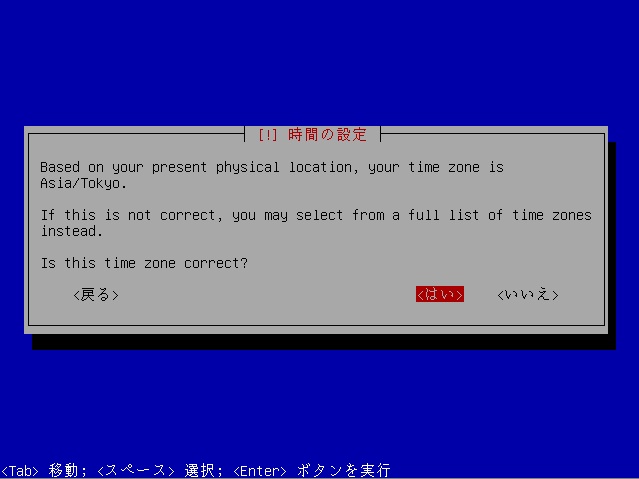 [!] 時間の設定
Based on your present physical location, your time zone is
Asia/Tokyo.
If this is not correct, you may select from a full list of time zones
instead.
Is this time zone correct?
<戻る> <はい> <いいえ>
<Tab> 移動; <スペース> 選択; <Enter> ボタンを実行